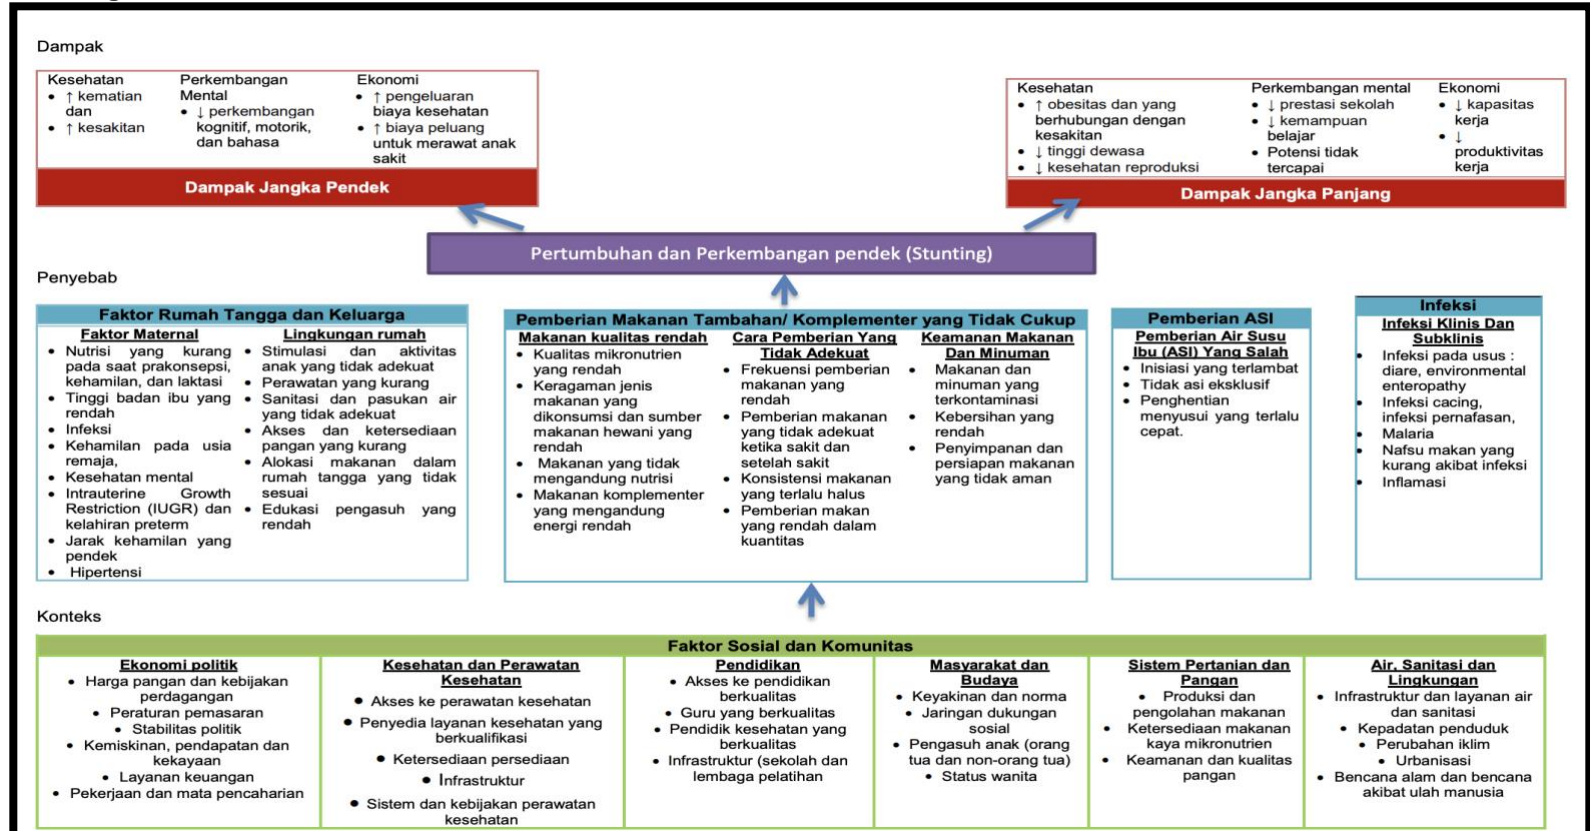 Dampak
Kesehatan
• ↑ kematian
dan
• ↑ kesakitan
Perkembangan
Mental
• ↓ perkembangan
kognitif, motorik,
dan bahasa
Ekonomi
• ↑ pengeluaran
biaya kesehatan
• ↑ biaya peluang
untuk merawat anak
sakit
Dampak Jangka Pendek
Kesehatan
• ↑ obesitas dan yang
berhubungan dengan
kesakitan
• ↓ tinggi dewasa
• ↓ kesehatan reproduksi
Perkembangan mental
• ↓ prestasi sekolah
• ↓ kemampuan
belajar
• Potensi tidak
tercapai
Ekonomi
• ↓ kapasitas
kerja
• ↓
produktivitas
kerja
Dampak Jangka Panjang
Pertumbuhan dan Perkembangan pendek (Stunting)
Penyebab
Faktor Rumah Tangga dan Keluarga
Faktor Maternal
• Nutrisi yang kurang
pada saat prakonsepsi,
kehamilan, dan laktasi
• Tinggi badan ibu yang
rendah
• Infeksi
• Kehamilan pada usia
remaja,
• Kesehatan mental
• Intrauterine Growth
Restriction (IUGR) dan
kelahiran preterm
• Jarak kehamilan yang
pendek
• Hipertensi
Lingkungan rumah
• Stimulasi dan aktivitas
anak yang tidak adekuat
• Perawatan yang kurang
• Sanitasi dan pasukan air
yang tidak adekuat
• Akses dan ketersediaan
pangan yang kurang
• Alokasi makanan dalam
rumah tangga yang tidak
sesuai
• Edukasi pengasuh yang
rendah
Pemberian Makanan Tambahan/ Komplementer yang Tidak Cukup
Makanan kualitas rendah
• Kualitas mikronutrien
yang rendah
• Keragaman jenis
makanan yang
dikonsumsi dan sumber
makanan hewani yang
rendah
• Makanan yang tidak
mengandung nutrisi
• Makanan komplementer
yang mengandung
energi rendah
Cara Pemberian Yang
Tidak Adekuat
• Frekuensi pemberian
makanan yang
rendah
• Pemberian makanan
yang tidak adekuat
ketika sakit dan
setelah sakit
• Konsistensi makanan
yang terlalu halus
• Pemberian makan
yang rendah dalam
kuantitas
Keamanan Makanan
Dan Minuman
• Makanan dan
minuman yang
terkontaminasi
• Kebersihan yang
rendah
• Penyimpanan dan
persiapan makanan
yang tidak aman
Pemberian ASI
Pemberian Air Susu
Ibu (ASI) Yang Salah
• Inisiasi yang terlambat
• Tidak asi eksklusif
• Penghentian
menyusui yang terlalu
cepat.
Infeksi
Infeksi Klinis Dan
Subklinis
• Infeksi pada usus :
diare, environmental
enteropathy
• Infeksi cacing,
infeksi pernafasan,
• Malaria
• Nafsu makan yang
kurang akibat infeksi
• Inflamasi
Konteks
Faktor Sosial dan Komunitas
Ekonomi politik
• Harga pangan dan kebijakan
perdagangan
• Peraturan pemasaran
• Stabilitas politik
• Kemiskinan, pendapatan dan
kekayaan
• Layanan keuangan
• Pekerjaan dan mata pencaharian
Kesehatan dan Perawatan
Kesehatan
• Akses ke perawatan kesehatan
• Penyedia layanan kesehatan yang
berkualifikasi
• Ketersediaan persediaan
• Infrastruktur
• Sistem dan kebijakan perawatan
kesehatan
Pendidikan
• Akses ke pendidikan
berkualitas
• Guru yang berkualitas
• Pendidik kesehatan yang
berkualitas
• Infrastruktur (sekolah dan
lembaga pelatihan
Masyarakat dan
Budaya
• Keyakinan dan norma
• Jaringan dukungan
sosial
• Pengasuh anak (orang
tua dan non-orang tua)
• Status wanita
Sistem Pertanian dan
Pangan
• Produksi dan
pengolahan makanan
• Ketersediaan makanan
kaya mikronutrien
• Keamanan dan kualitas
pangan
Air, Sanitasi dan
Lingkungan
• Infrastruktur dan layanan air
dan sanitasi
• Kepadatan penduduk
• Perubahan iklim
• Urbanisasi
• Bencana alam dan bencana
akibat ulah manusia